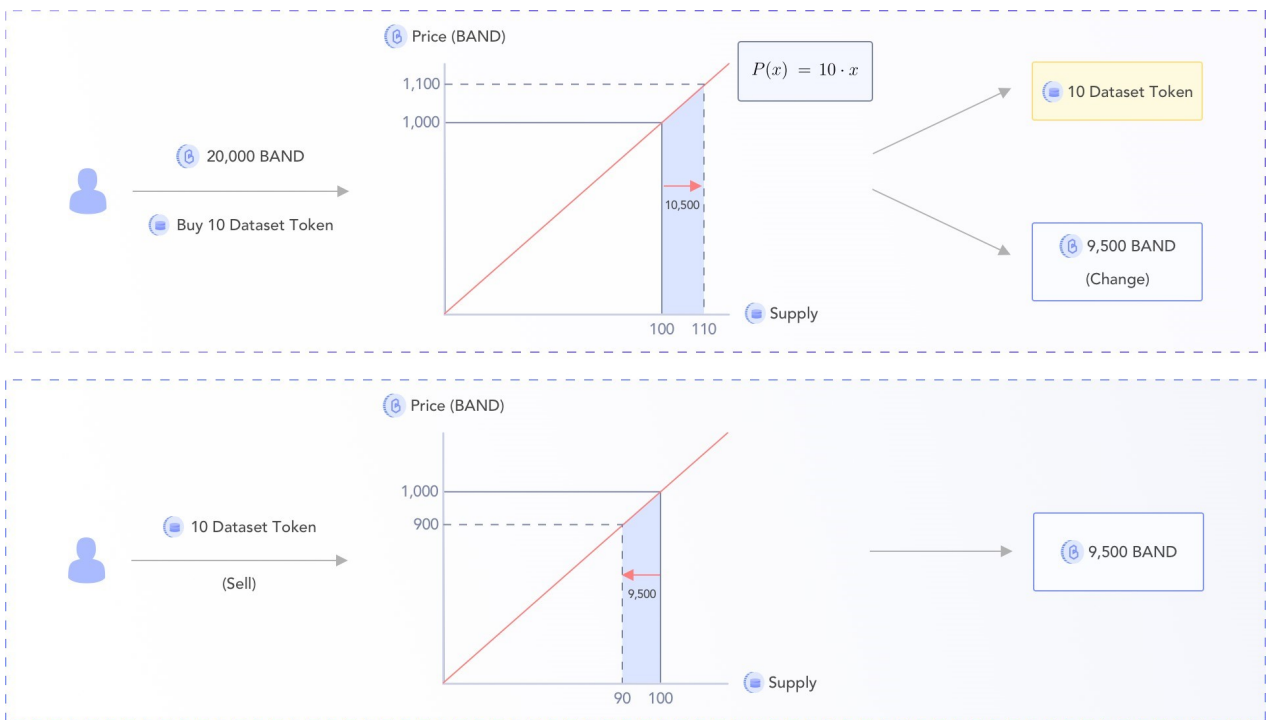 Price (BAND)
P(x) = 10 · x
1,100
10 Dataset Token
1,000
20,000 BAND
10,500
Buy 10 Dataset Token
9,500 BAND
(Change)
Supply
100 110
Price (BAND)
1,000
900
10 Dataset Token
(Sell)
9,500
9,500 BAND
Supply
90 100